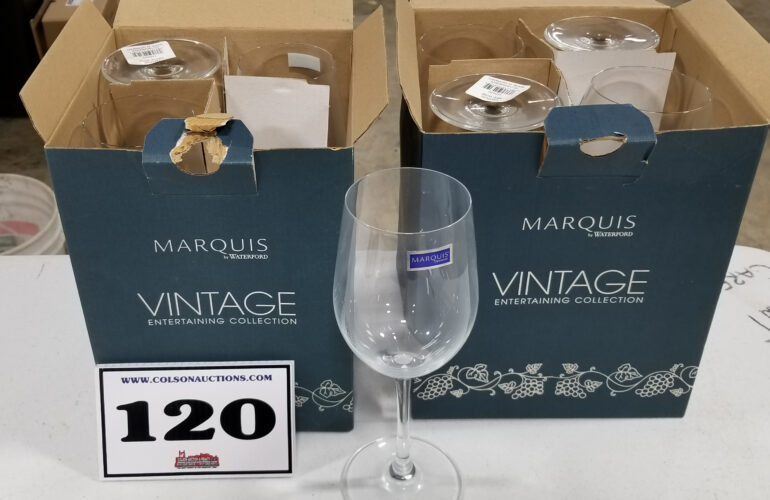 MARQUIS
by WATERFORD
VINTAGE
ENTERTAINING COLLECTION
MARQUIS
by WATERFORD
VINTAGE
ENTERTAINING COLLECTION
MARQUIS
WWW.COLSONAUCTIONS.COM
120